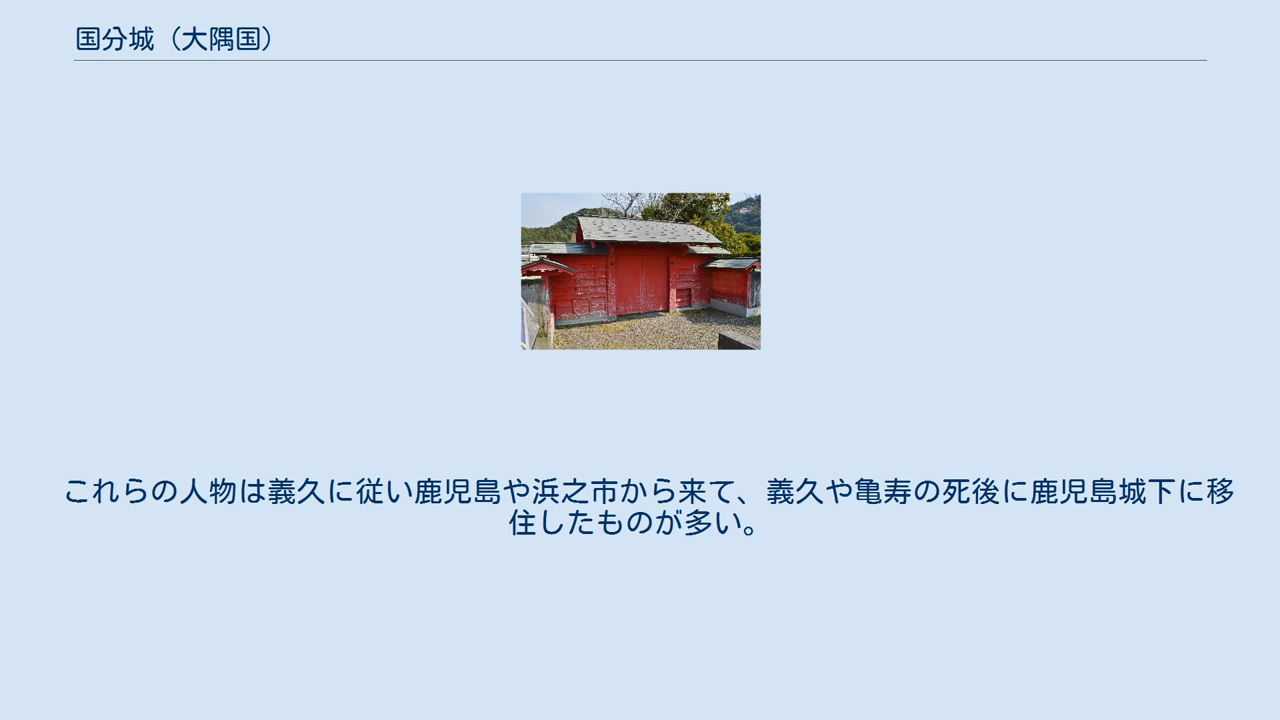 国分城（大隅国）
これらの人物は義久に従い鹿児島や浜之市から来て、義久や亀寿の死後に鹿児島城下に移
住したものが多い。